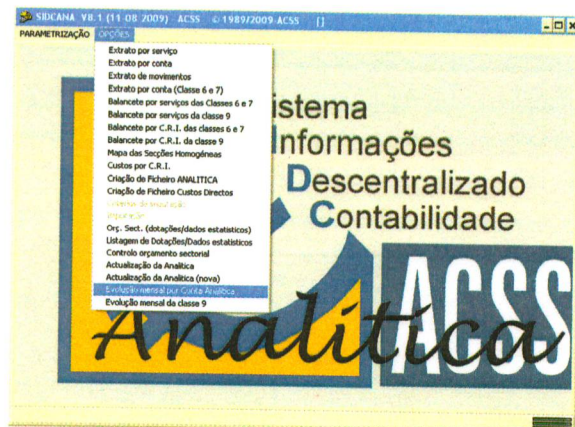 SIDCANA V8.1 (11-08-2009) - ACSS © 1989/2009-ACSS []
PARAMETRIZAÇÃO OPÇÕES
Extrato por serviço
Extrato por conta
Extrato de movimentos
Extrato por conta (Classe 6 e 7)
Balancete por serviços das Classes 6 e 7
Balancete por serviços da classe 9
Balancete por C.R.I. das classes 6 e 7
Balancete por C.R.I. da classe 9
Mapa das Secções Homogéneas
Custos por C.R.I.
Criação de Ficheiro ANALITICA
Criação de Ficheiro Custos Directos
Orç. Sect. (dotações/dados estatisticos)
Listagem de Dotações/Dados estatisticos
Controlo orçamento sectorial
Actualização da Analitica
Actualização da Analitica (nova)
Evolução mensal por Conta Analitica
Evolução mensal da classe 9
istema
Informações
Descentralizado
Contabilidade
Analítica
ACSS